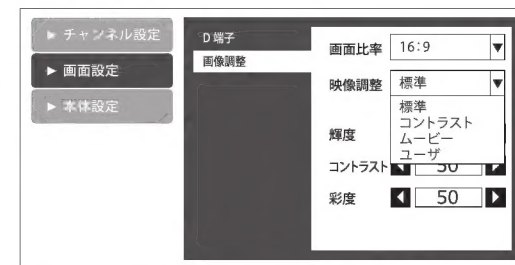 ▶ チャンネル設定
▶ 画面設定
▶ 本体設定
D 端子
画像調整
画面比率 16:9 ▼
映像調整 標準 ▼
標準
コントラスト
ムービー
ユーザ
輝度
コントラスト ◀ 50 ▶
彩度 ◀ 50 ▶